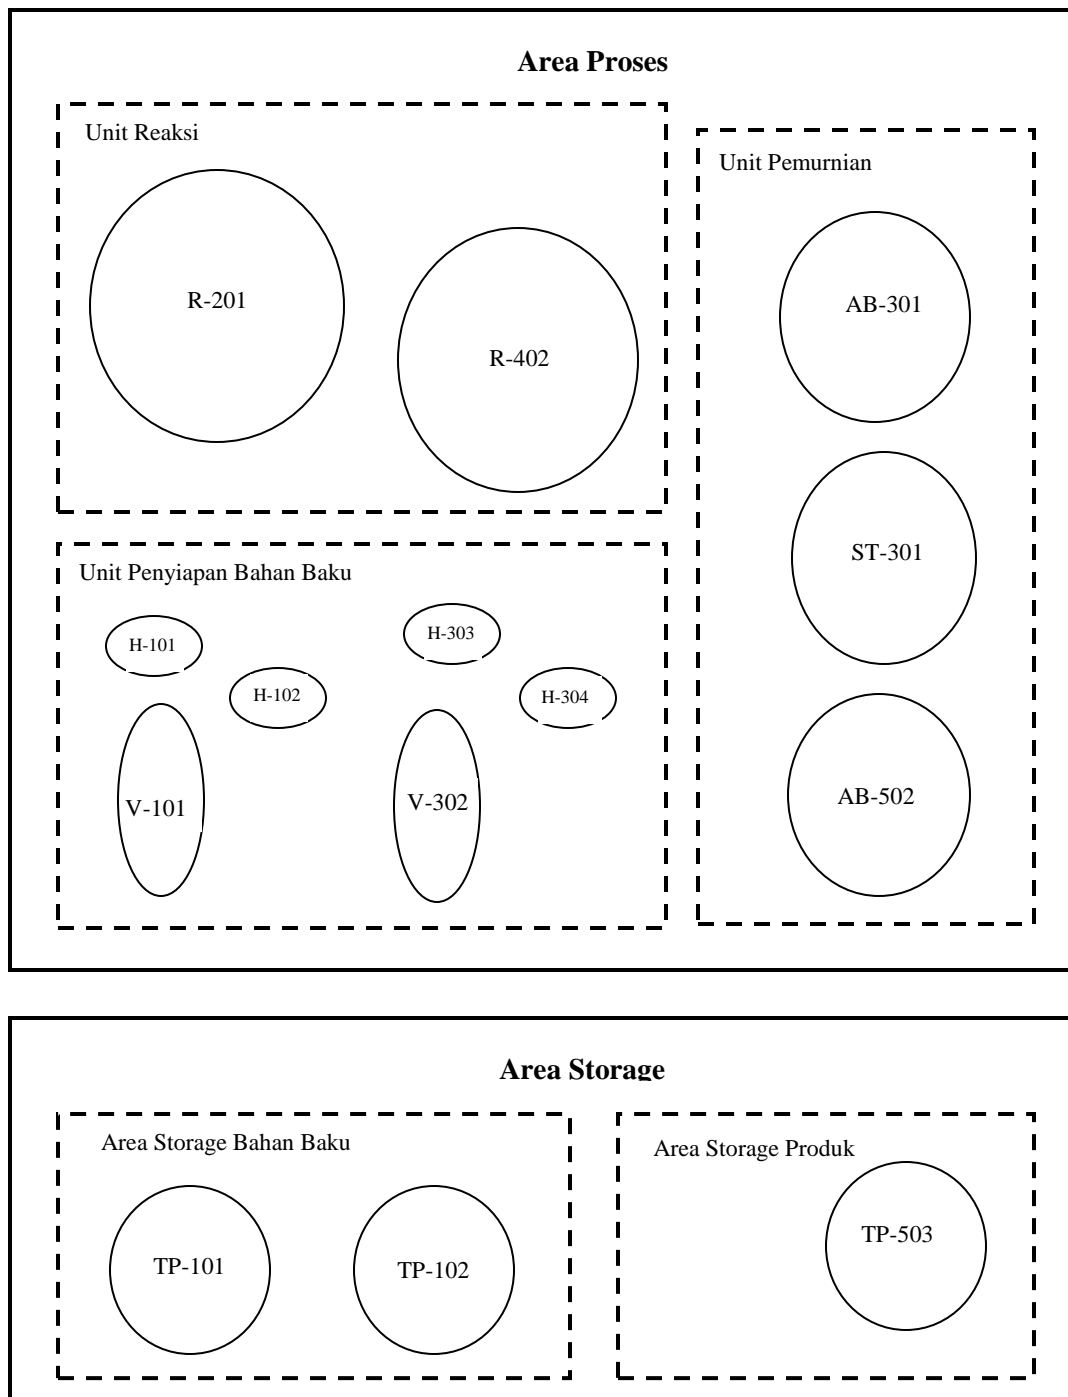 Area Proses
Unit Reaksi
R-201
R-402
Unit Pemurnian
AB-301
ST-301
AB-502
Unit Penyiapan Bahan Baku
H-101
H-102
H-303
H-304
V-101
V-302
Area Storage
Area Storage Bahan Baku
TP-101
TP-102
Area Storage Produk
TP-503